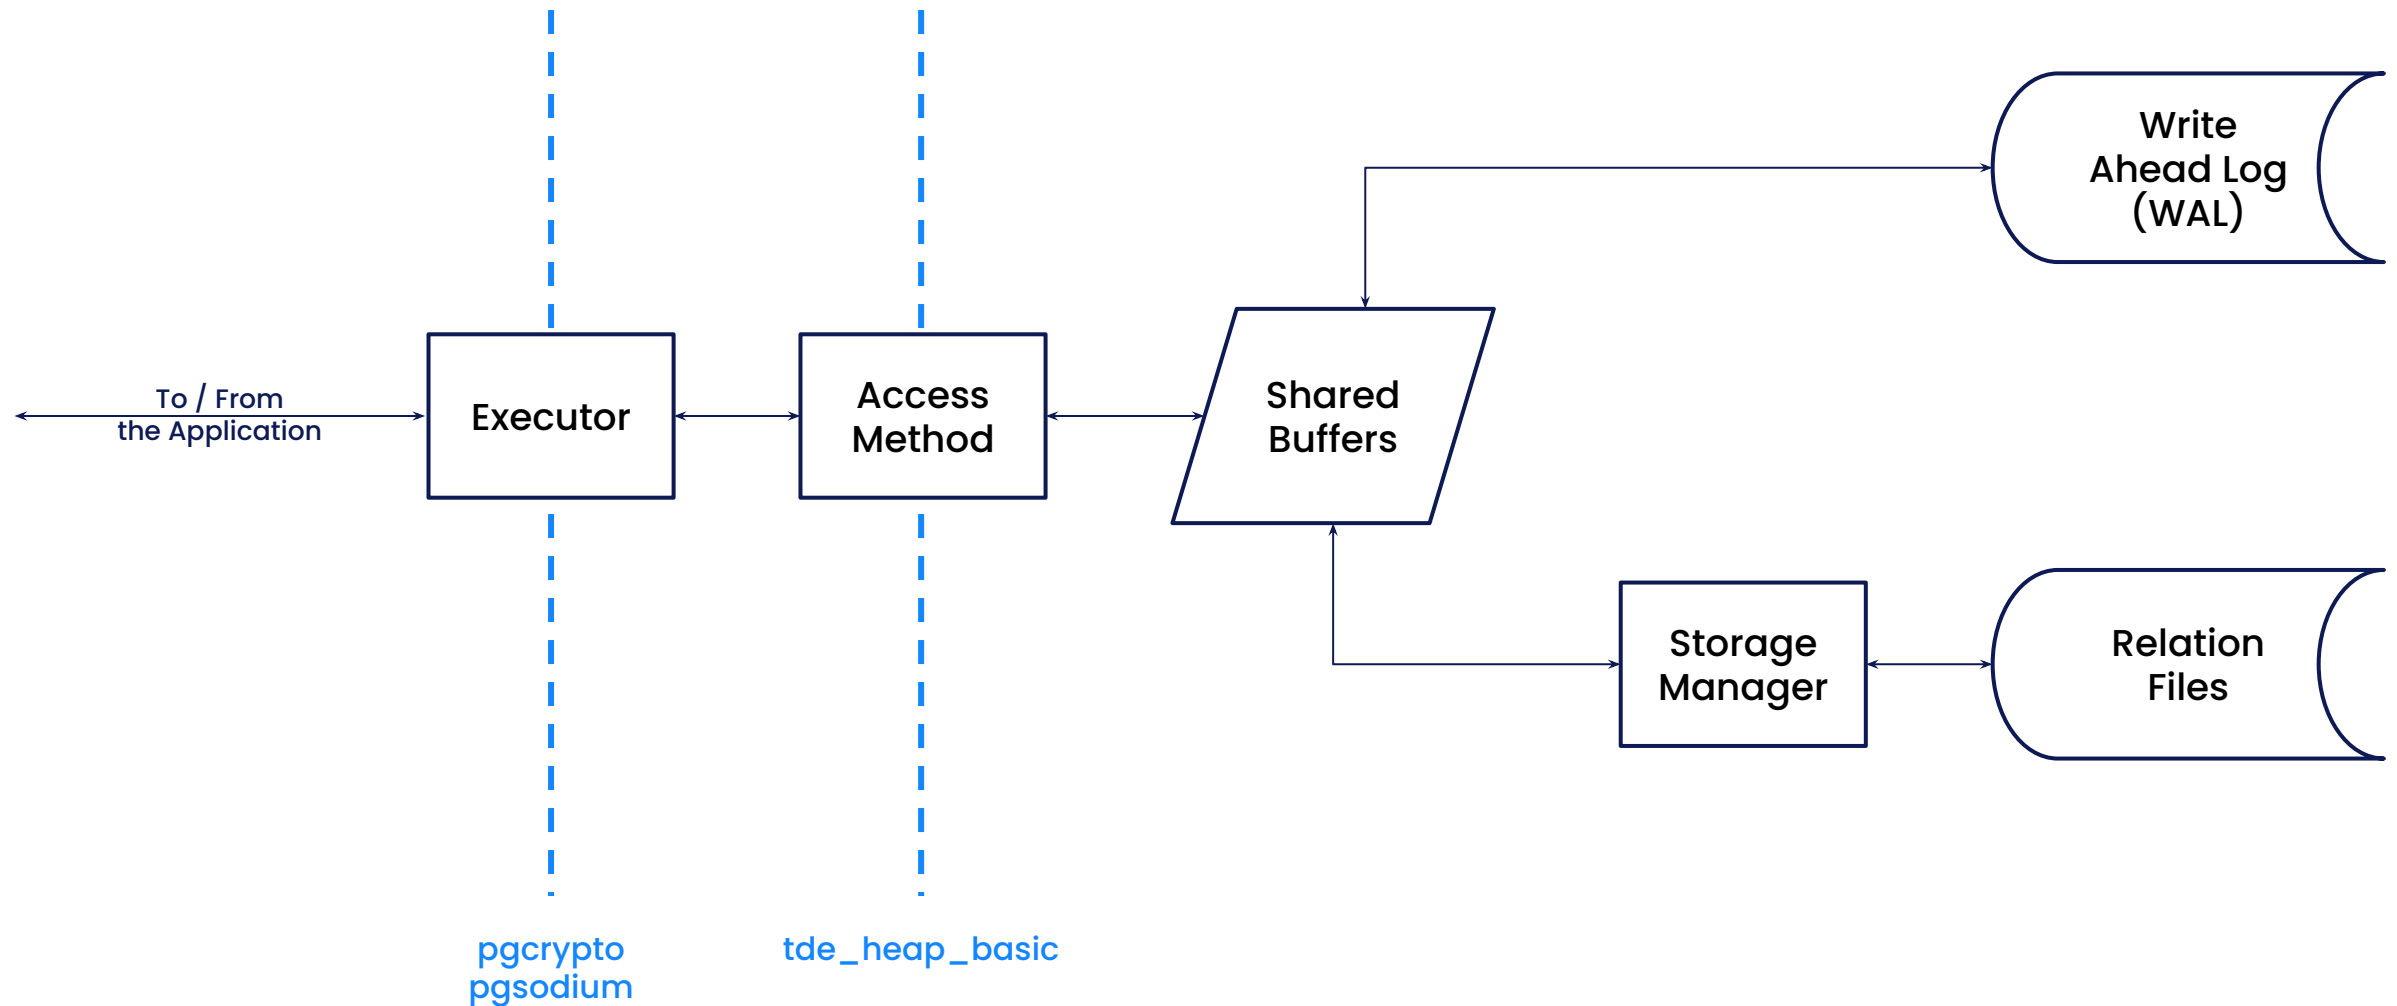 Write
Ahead Log
(WAL)
To / From
the Application
Executor
Access
Method
Shared
Buffers
Storage
Manager
Relation
Files
pgcrypto
pgsodium
tde_heap_basic